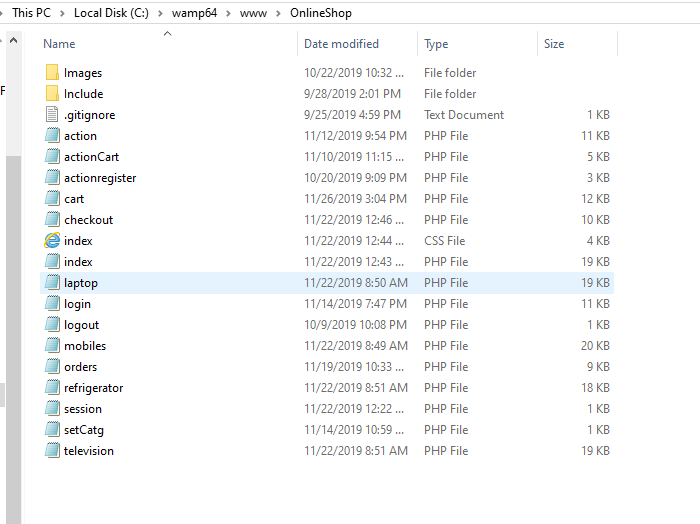 This PC > Local Disk (C:) > wamp64 > www > OnlineShop
Name Date modified Type Size
Images 10/22/2019 10:32 ... File folder
Include 9/28/2019 2:01 PM File folder
.gitignore 9/25/2019 4:59 PM Text Document 1 KB
action 11/12/2019 9:54 PM PHP File 11 KB
actionCart 11/10/2019 11:15 ... PHP File 5 KB
actionregister 10/20/2019 9:09 PM PHP File 3 KB
cart 11/26/2019 3:04 PM PHP File 12 KB
checkout 11/22/2019 12:46 ... PHP File 10 KB
index 11/22/2019 12:44 ... CSS File 4 KB
index 11/22/2019 12:43 ... PHP File 19 KB
laptop 11/22/2019 8:50 AM PHP File 19 KB
login 11/14/2019 7:47 PM PHP File 11 KB
logout 10/9/2019 10:08 PM PHP File 1 KB
mobiles 11/22/2019 8:49 AM PHP File 20 KB
orders 11/19/2019 10:33 ... PHP File 9 KB
refrigerator 11/22/2019 8:51 AM PHP File 18 KB
session 11/22/2019 12:22 ... PHP File 1 KB
setCatg 11/14/2019 10:59 ... PHP File 1 KB
television 11/22/2019 8:51 AM PHP File 19 KB